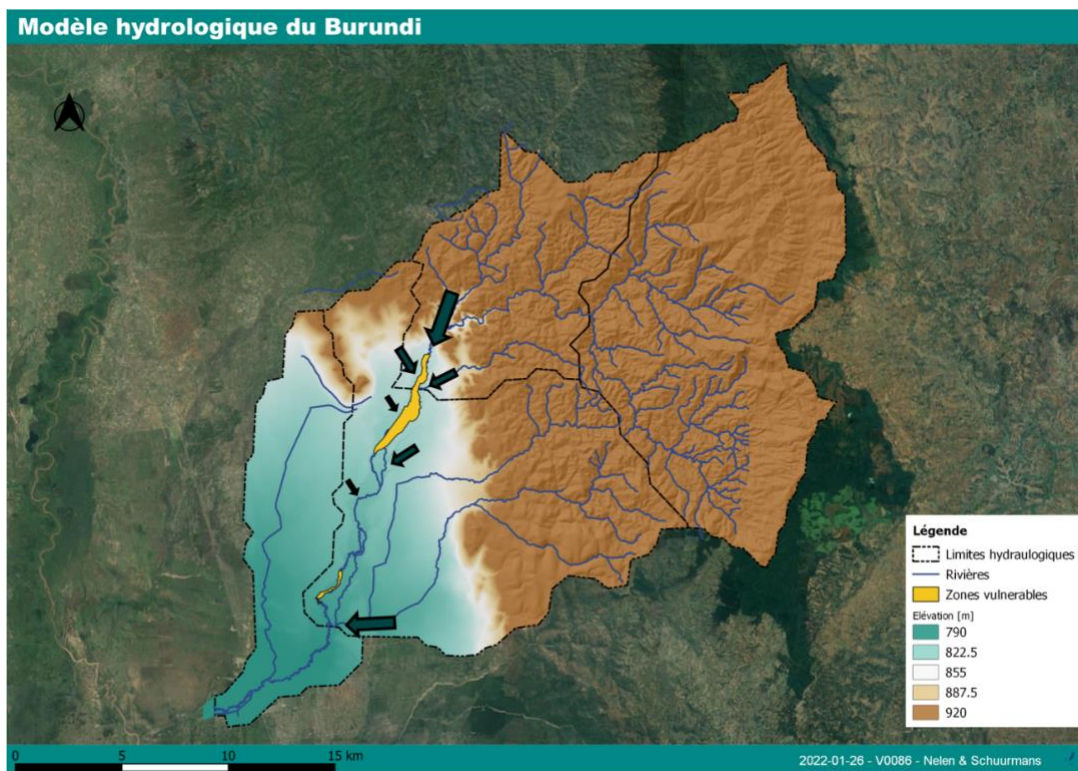 Modèle hydrologique du Burundi
Légende
Limites hydraulogiques
Rivières
Zones vulnerables
Elévation [m]
790
822.5
855
887.5
920
0 5 10 15 km
2022-01-26 - V0086 - Nelen & Schuurmans